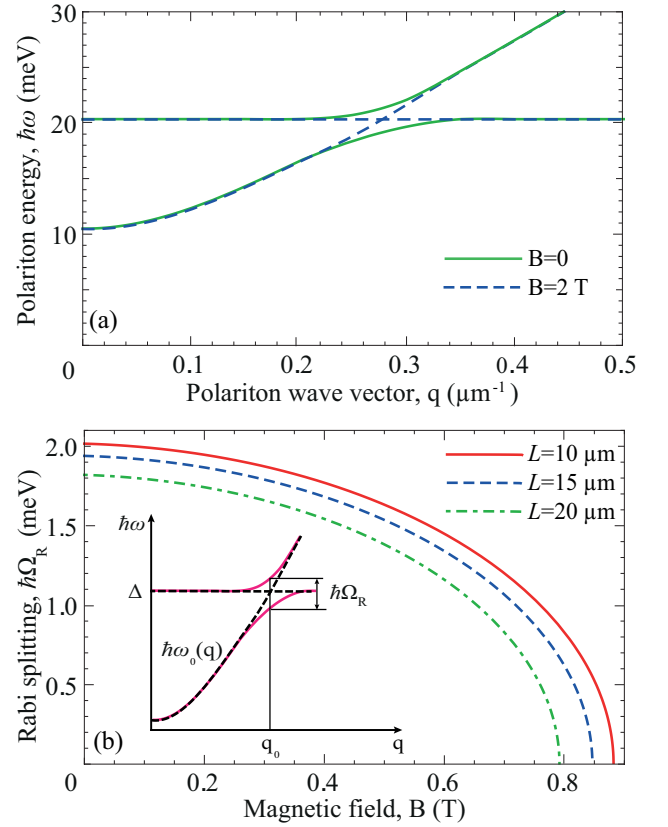 30
20
10
0
Polariton energy, ħω (meV)
B=0
B=2 T
(a)
0.1
0.2
0.3
0.4
0.5
Polariton wave vector, q (µm⁻¹)
2.0
1.5
1.0
0.5
0
Rabi splitting, ħΩ_R (meV)
L=10 µm
L=15 µm
L=20 µm
ħω
Δ
ħΩ_R
ħω₀(q)
q₀
q
(b)
0.2
0.4
0.6
0.8
Magnetic field, B (T)